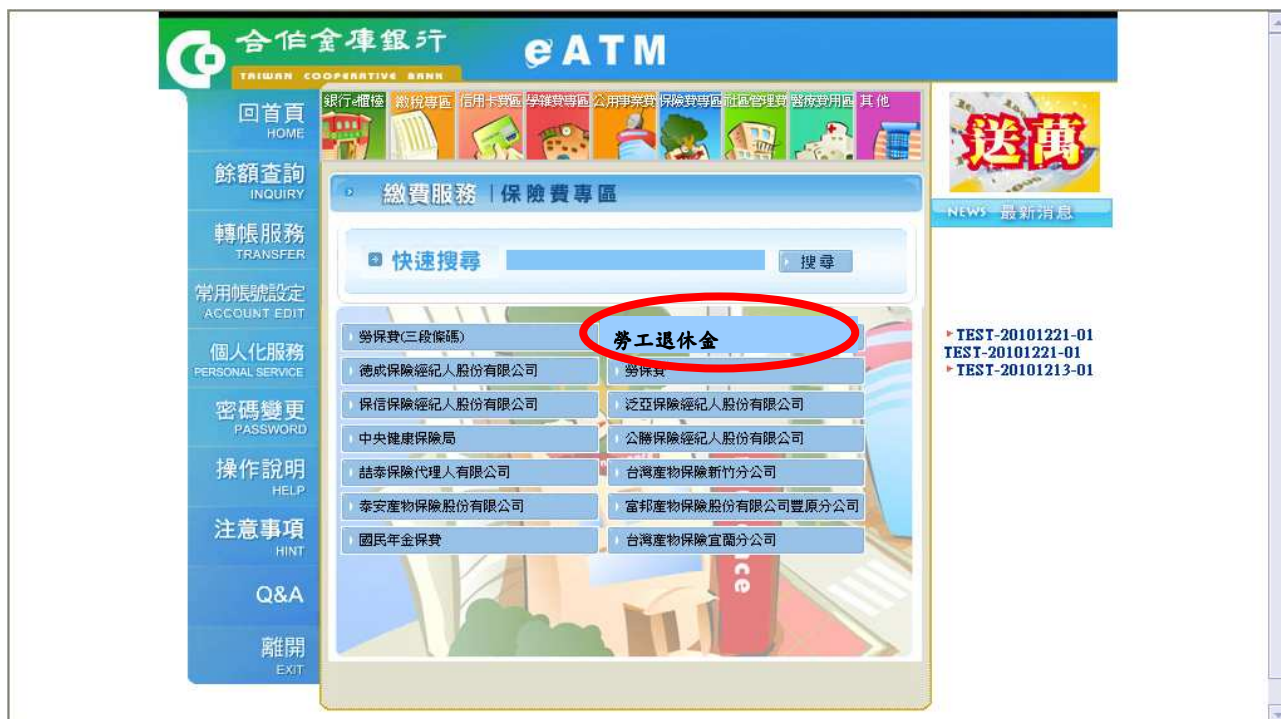 合作金庫銀行
TAIWAN COOPERATIVE BANK
eATM
回首頁
HOME
餘額查詢
INQUIRY
轉帳服務
TRANSFER
常用帳號設定
ACCOUNT EDIT
個人化服務
PERSONAL SERVICE
密碼變更
PASSWORD
操作說明
HELP
注意事項
HINT
Q&A
離開
EXIT
銀行e櫃檯 繳稅專區 信用卡費區 學雜費專區 公用事業費 保險費專區 社區管理費 醫療費用區 其他
繳費服務 | 保險費專區
快速搜尋 搜尋
勞保費(三段條碼) 勞工退休金
德成保險經紀人股份有限公司 勞保費
保信保險經紀人股份有限公司 泛亞保險經紀人股份有限公司
中央健康保險局 公勝保險經紀人股份有限公司
喆泰保險代理人有限公司 台灣產物保險新竹分公司
泰安產物保險股份有限公司 富邦產物保險股份有限公司豐原分公司
國民年金保費 台灣產物保險宜蘭分公司
送萬
NEWS 最新消息
TEST-20101221-01
TEST-20101221-01
TEST-20101213-01